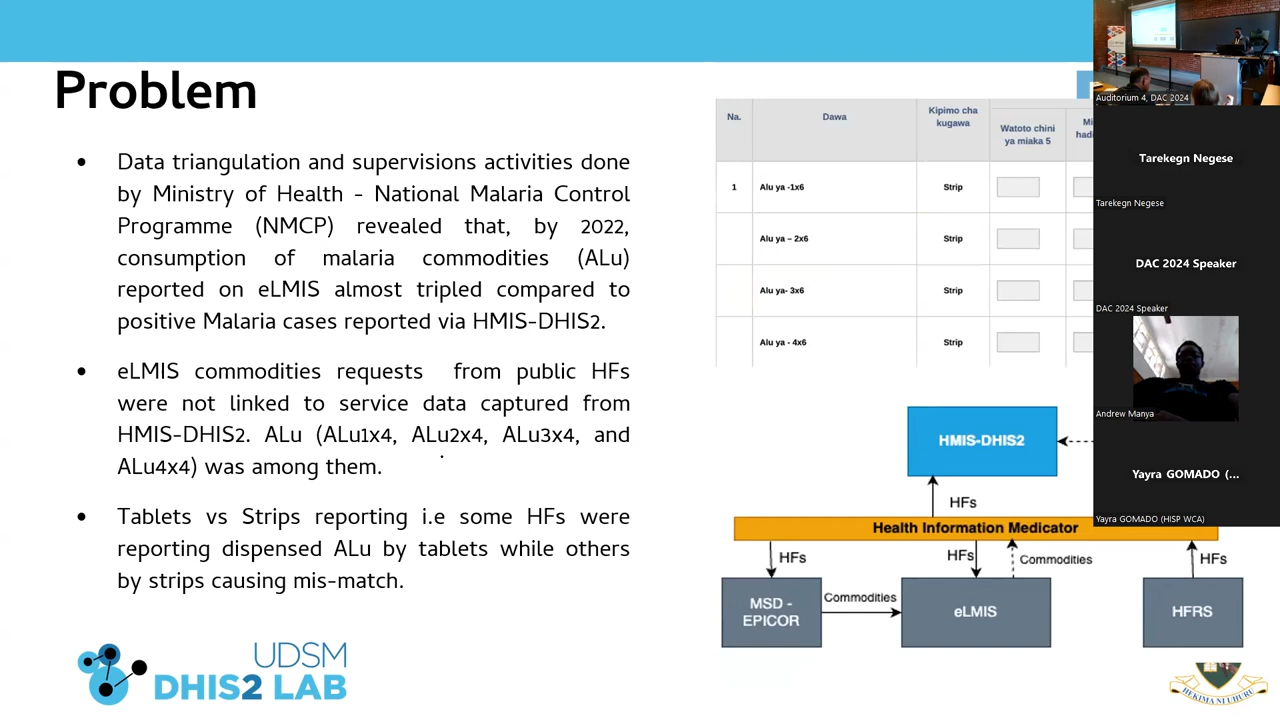 Problem
• Data triangulation and supervisions activities done
by Ministry of Health - National Malaria Control
Programme (NMCP) revealed that, by 2022,
consumption of malaria commodities (ALu)
reported on eLMIS almost tripled compared to
positive Malaria cases reported via HMIS-DHIS2.
• eLMIS commodities requests from public HFs
were not linked to service data captured from
HMIS-DHIS2. ALu (ALu1x4, ALu2x4, ALu3x4, and
ALu4x4) was among them.
• Tablets vs Strips reporting i.e some HFs were
reporting dispensed ALu by tablets while others
by strips causing mis-match.
UDSM
DHIS2 LAB
Na. Dawa Kipimo cha
kugawa Watoto chini
ya miaka 5 Mi
hadi
1 Alu ya -1x6 Strip
Alu ya – 2x6 Strip
Alu ya- 3x6 Strip
Alu ya - 4x6 Strip
HMIS-DHIS2
HFs
Health Information Medicator
HFs HFs Commodities HFs
MSD -
EPICOR
Commodities
eLMIS
HFRS
HEKIMA NI UHURU
Auditorium 4, DAC 2024
Tarekegn Negese
Tarekegn Negese
DAC 2024 Speaker
DAC 2024 Speaker
Andrew Manya
Yayra GOMADO (...
Yayra GOMADO (HISP WCA)